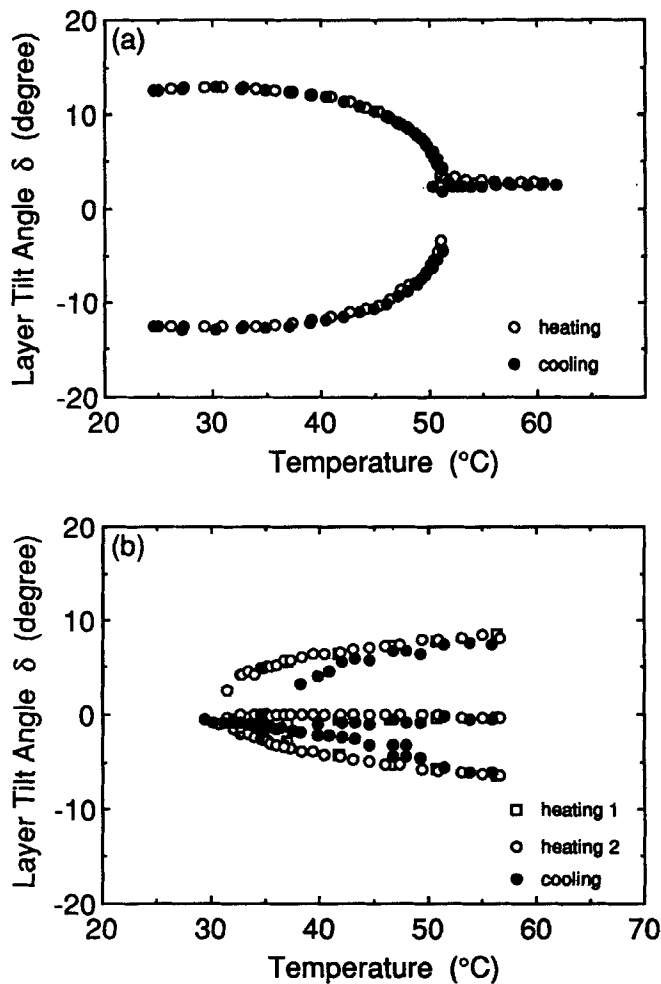 (a)
Layer Tilt Angle δ (degree)
20
10
0
-10
-20
heating
cooling
20 30 40 50 60
Temperature (°C)
(b)
Layer Tilt Angle δ (degree)
20
10
0
-10
-20
heating 1
heating 2
cooling
20 30 40 50 60 70
Temperature (°C)